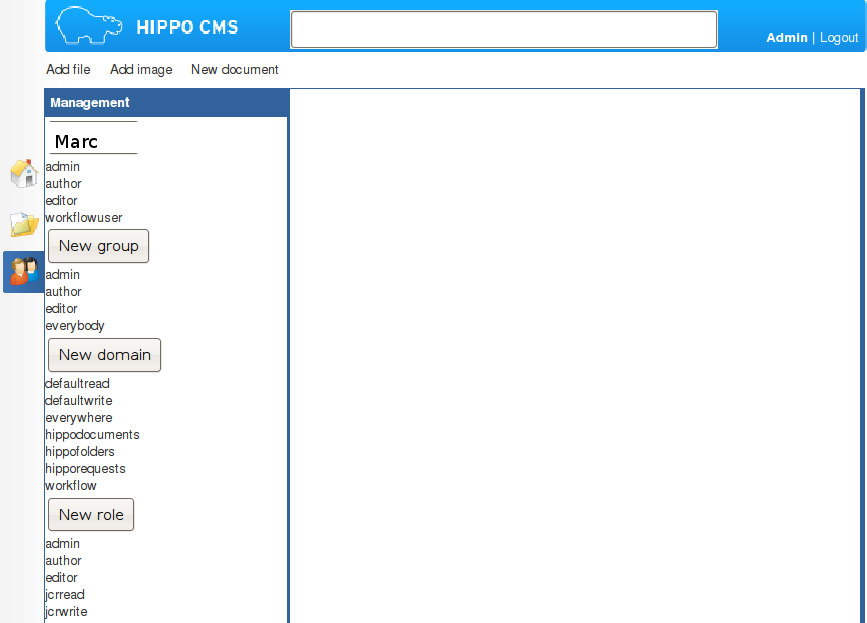 HIPPO CMS
Admin | Logout
Add file Add image New document
Management
Marc
admin
author
editor
workflowuser
New group
admin
author
editor
everybody
New domain
defaultread
defaultwrite
everywhere
hippodocuments
hippofolders
hipporequests
workflow
New role
admin
author
editor
jcrread
jcrwrite